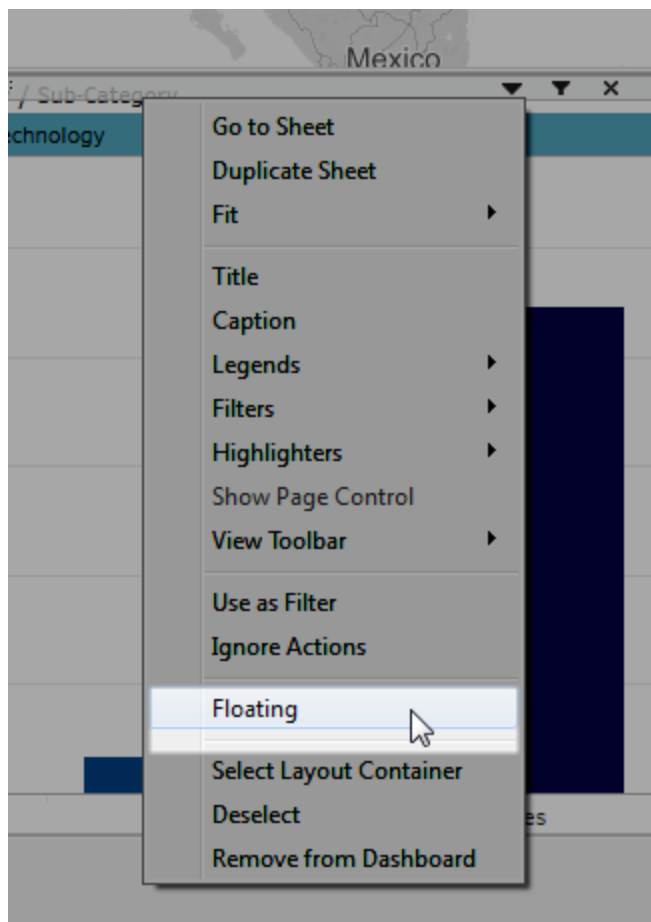 Mexico
/ Sub-Category
echnology
Go to Sheet
Duplicate Sheet
Fit
Title
Caption
Legends
Filters
Highlighters
Show Page Control
View Toolbar
Use as Filter
Ignore Actions
Floating
Select Layout Container
Deselect
es
Remove from Dashboard